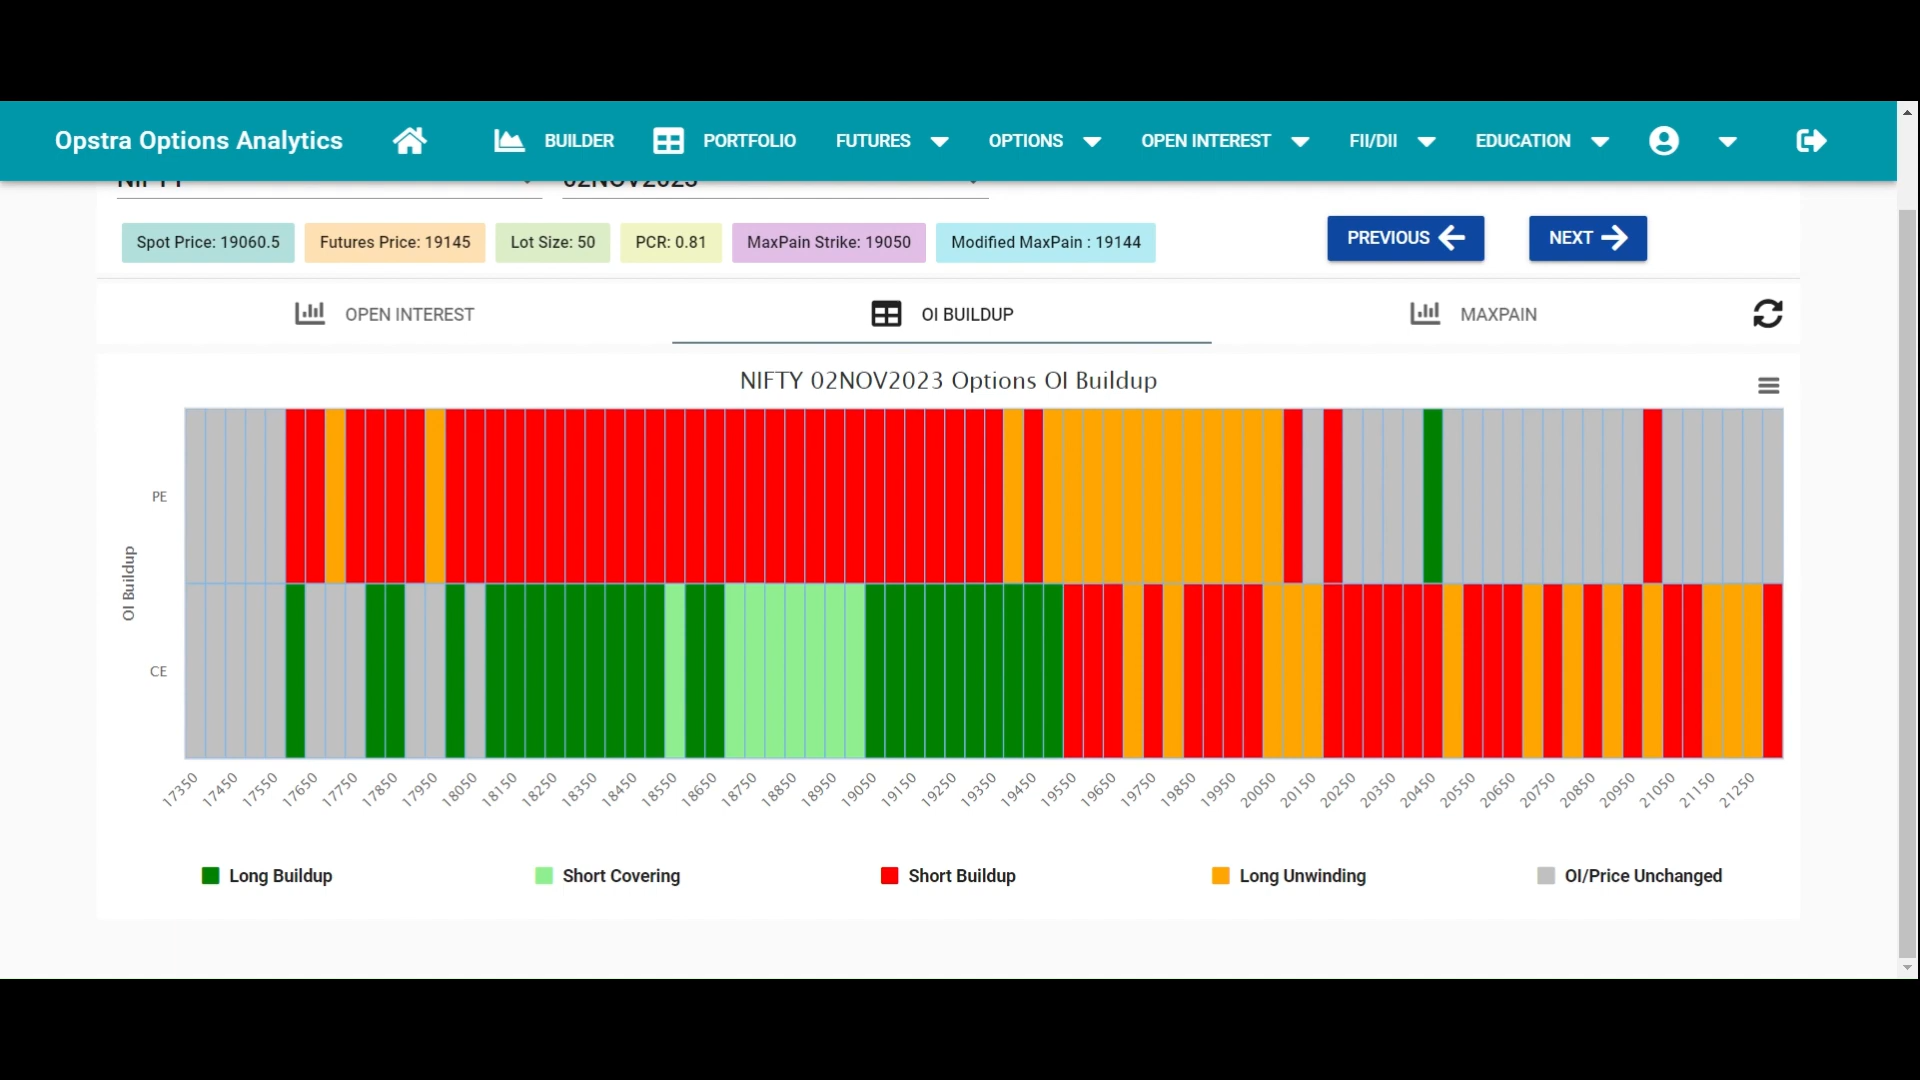 Opstra Options Analytics BUILDER PORTFOLIO FUTURES OPTIONS OPEN INTEREST FII/DII EDUCATION
NIFTY 02NOV2023
Spot Price: 19060.5 Futures Price: 19145 Lot Size: 50 PCR: 0.81 MaxPain Strike: 19050 Modified MaxPain : 19144 PREVIOUS NEXT
OPEN INTEREST OI BUILDUP MAXPAIN
NIFTY 02NOV2023 Options OI Buildup
PE
OI Buildup
CE
17350 17450 17550 17650 17750 17850 17950 18050 18150 18250 18350 18450 18550 18650 18750 18850 18950 19050 19150 19250 19350 19450 19550 19650 19750 19850 19950 20050 20150 20250 20350 20450 20550 20650 20750 20850 20950 21050 21150 21250
Long Buildup Short Covering Short Buildup Long Unwinding OI/Price Unchanged